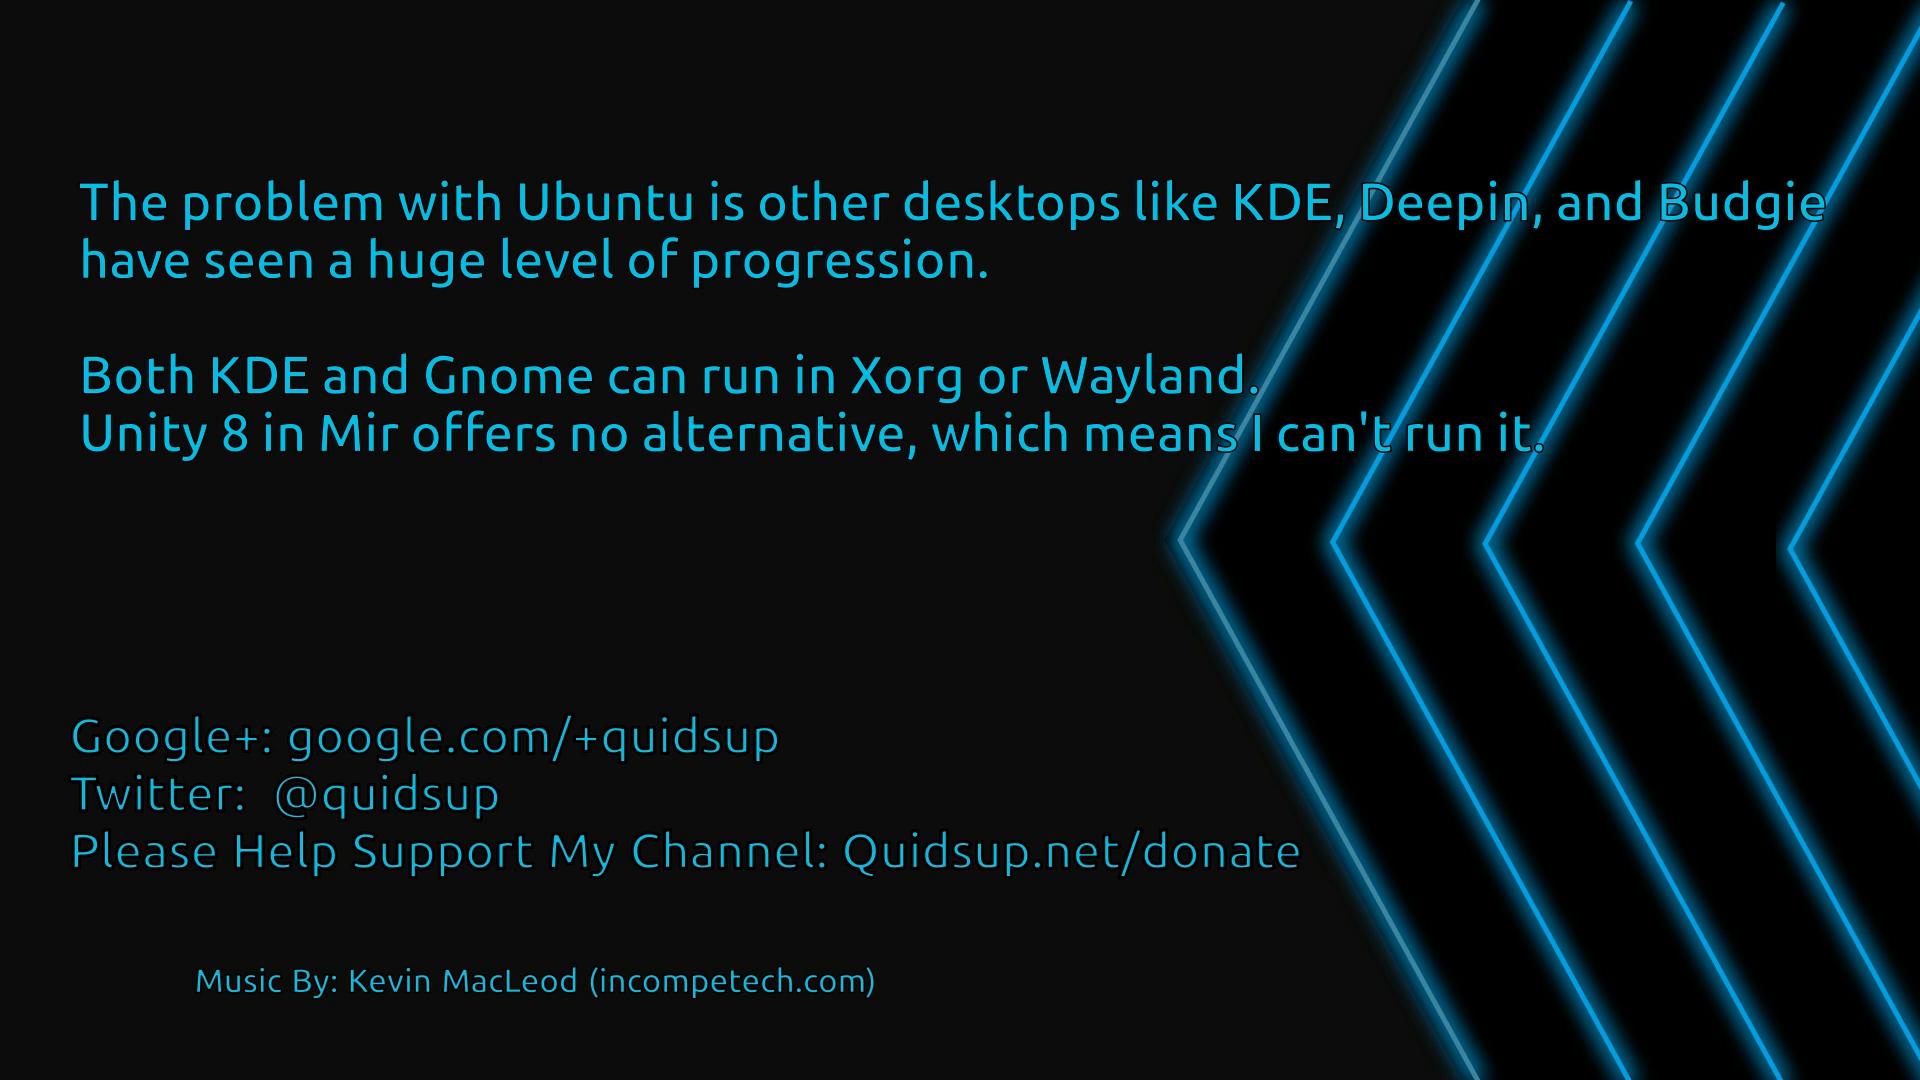 The problem with Ubuntu is other desktops like KDE, Deepin, and Budgie
have seen a huge level of progression.
Both KDE and Gnome can run in Xorg or Wayland.
Unity 8 in Mir offers no alternative, which means I can't run it.
Google+: google.com/+quidsup
Twitter:  @quidsup
Please Help Support My Channel: Quidsup.net/donate
Music By: Kevin MacLeod (incompetech.com)